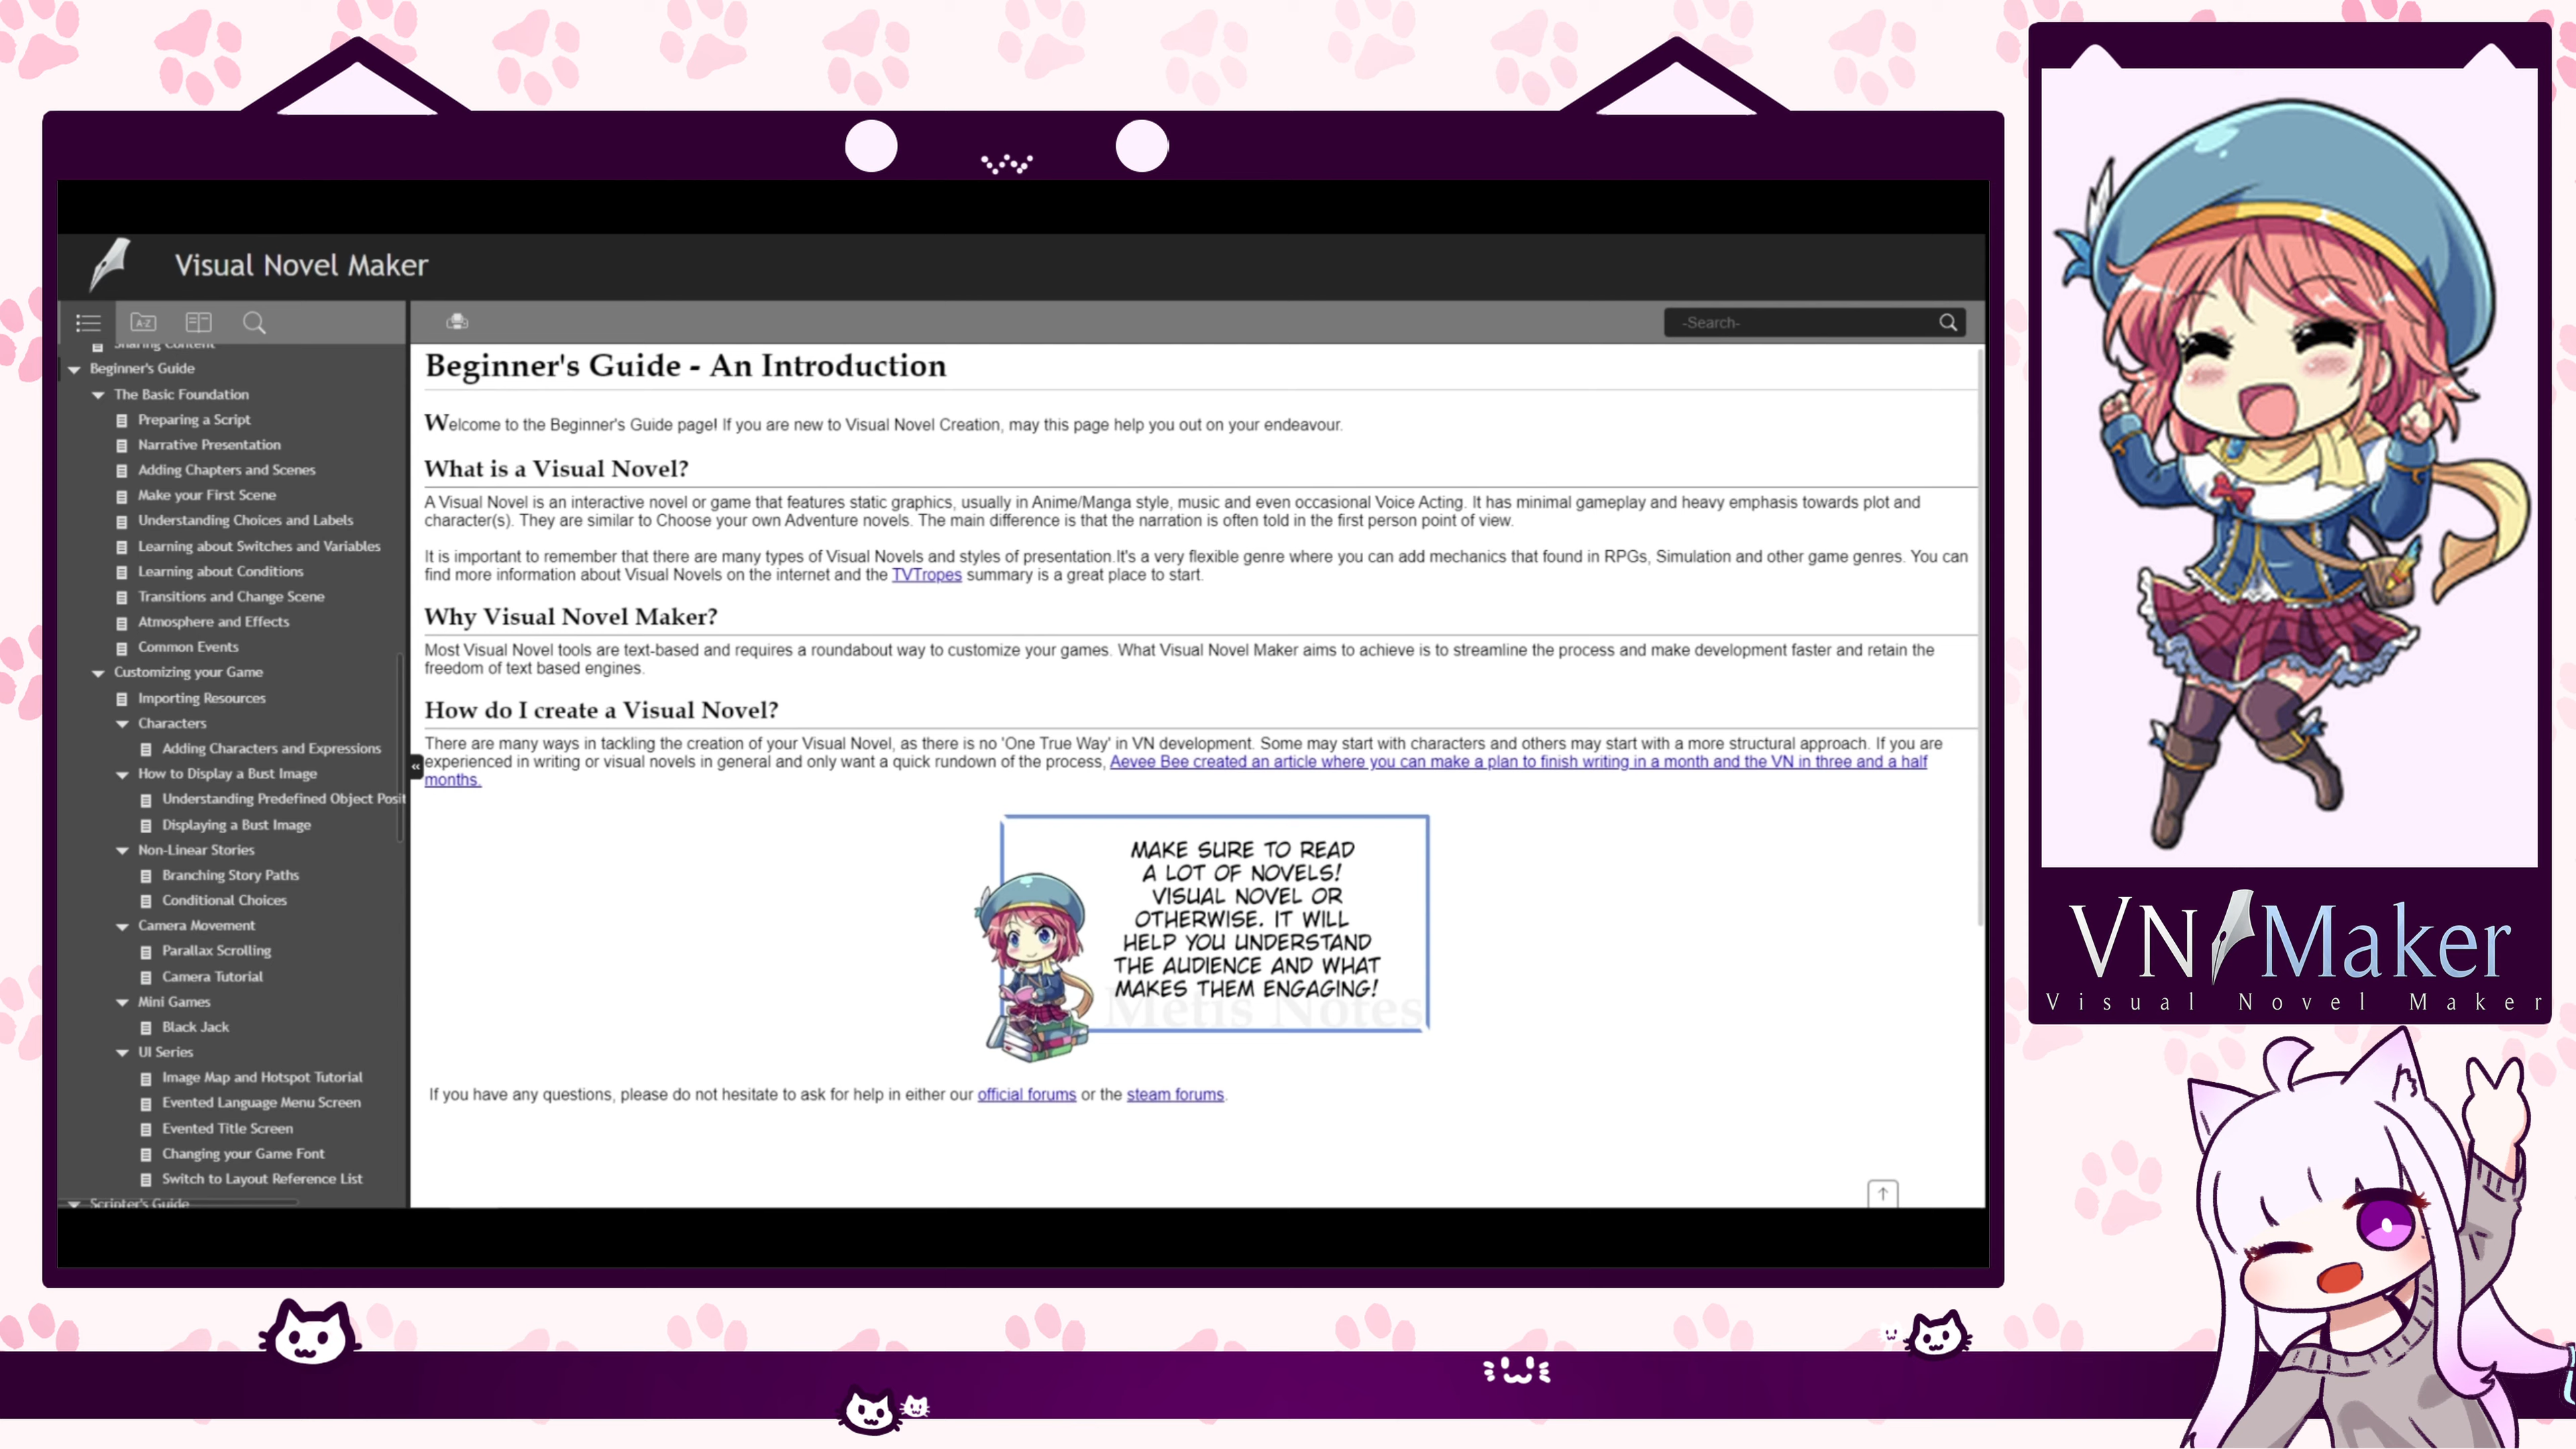 Visual Novel Maker
A-Z
-Search-
Sharing Content
Beginner's Guide
The Basic Foundation
Preparing a Script
Narrative Presentation
Adding Chapters and Scenes
Make your First Scene
Understanding Choices and Labels
Learning about Switches and Variables
Learning about Conditions
Transitions and Change Scene
Atmosphere and Effects
Common Events
Customizing your Game
Importing Resources
Characters
Adding Characters and Expressions
How to Display a Bust Image
Understanding Predefined Object Posit
Displaying a Bust Image
Non-Linear Stories
Branching Story Paths
Conditional Choices
Camera Movement
Parallax Scrolling
Camera Tutorial
Mini Games
Black Jack
UI Series
Image Map and Hotspot Tutorial
Evented Language Menu Screen
Evented Title Screen
Changing your Game Font
Switch to Layout Reference List
Scripter's Guide
Beginner's Guide - An Introduction
Welcome to the Beginner's Guide page! If you are new to Visual Novel Creation, may this page help you out on your endeavour.
What is a Visual Novel?
A Visual Novel is an interactive novel or game that features static graphics, usually in Anime/Manga style, music and even occasional Voice Acting. It has minimal gameplay and heavy emphasis towards plot and
character(s). They are similar to Choose your own Adventure novels. The main difference is that the narration is often told in the first person point of view.
It is important to remember that there are many types of Visual Novels and styles of presentation.It's a very flexible genre where you can add mechanics that found in RPGs, Simulation and other game genres. You can
find more information about Visual Novels on the internet and the TVTropes summary is a great place to start.
Why Visual Novel Maker?
Most Visual Novel tools are text-based and requires a roundabout way to customize your games. What Visual Novel Maker aims to achieve is to streamline the process and make development faster and retain the
freedom of text based engines.
How do I create a Visual Novel?
There are many ways in tackling the creation of your Visual Novel, as there is no 'One True Way' in VN development. Some may start with characters and others may start with a more structural approach. If you are
experienced in writing or visual novels in general and only want a quick rundown of the process, Aevee Bee created an article where you can make a plan to finish writing in a month and the VN in three and a half
months.
MAKE SURE TO READ
A LOT OF NOVELS!
VISUAL NOVEL OR
OTHERWISE. IT WILL
HELP YOU UNDERSTAND
THE AUDIENCE AND WHAT
MAKES THEM ENGAGING!
Metis Notes
If you have any questions, please do not hesitate to ask for help in either our official forums or the steam forums.
VN Maker
Visual Novel Maker